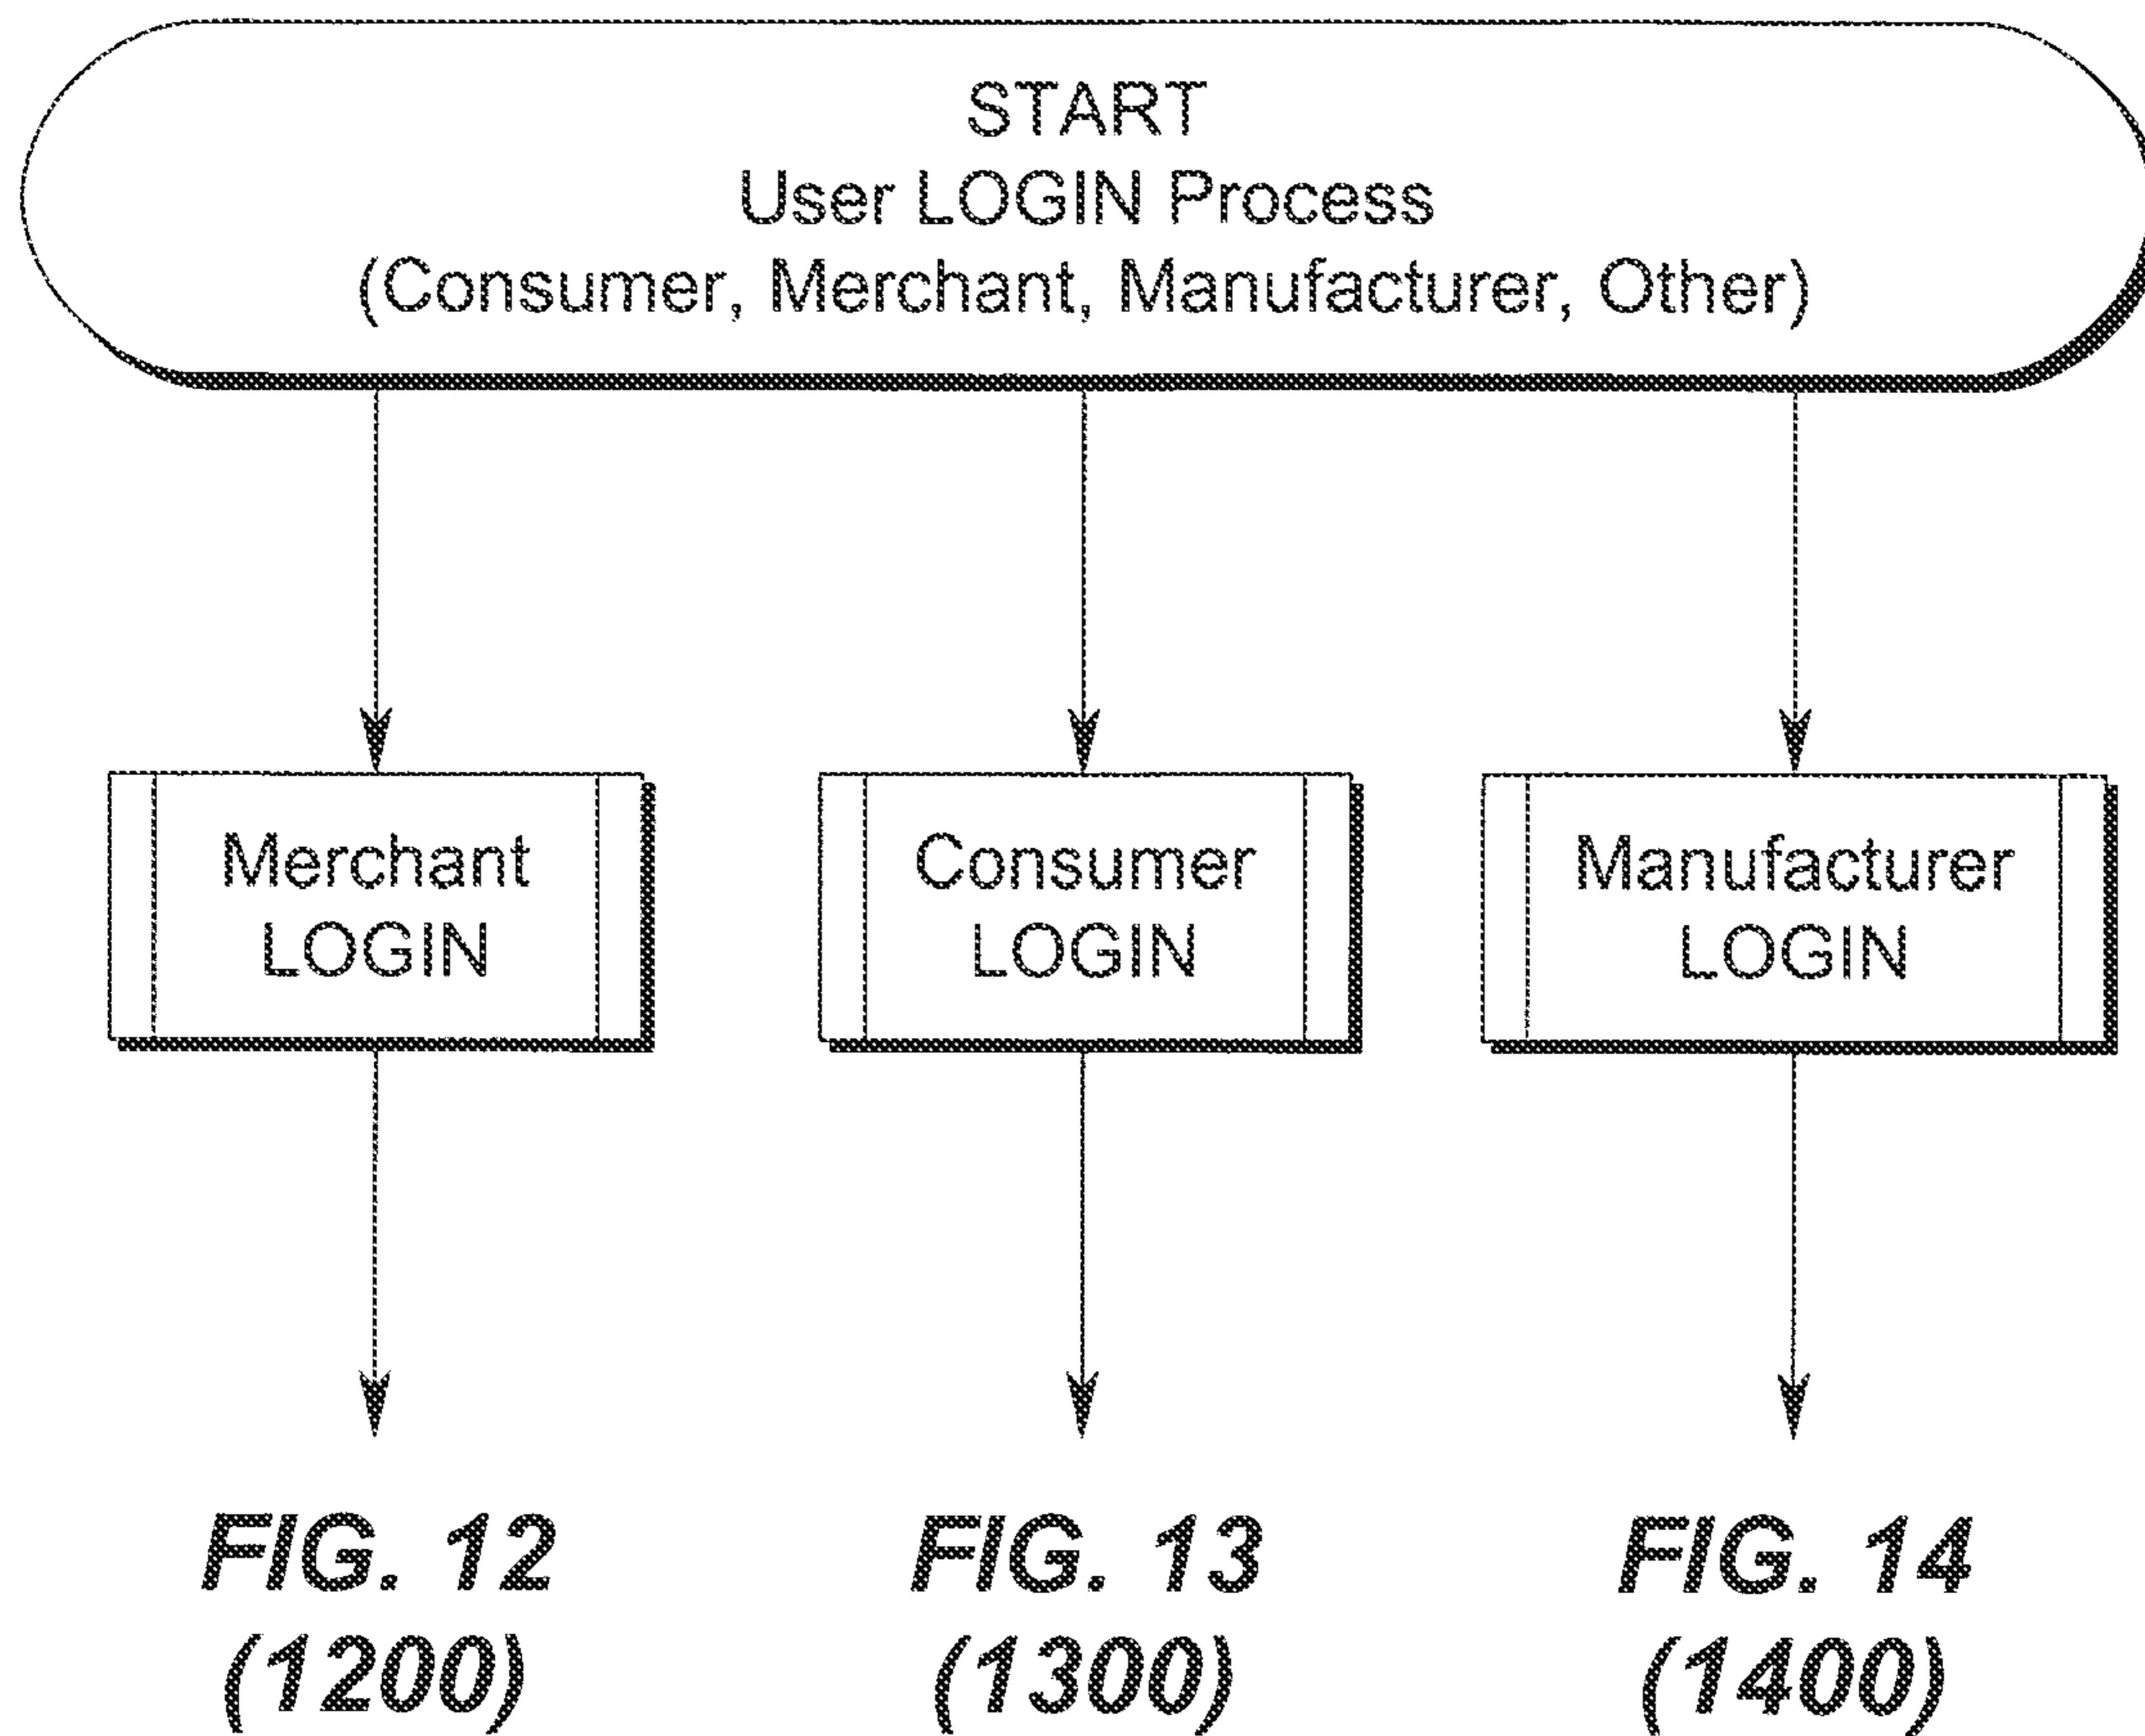 START
User LOGIN Process
(Consumer, Merchant, Manufacturer, Other)
Merchant
LOGIN
Consumer
LOGIN
Manufacturer
LOGIN
FIG. 12
(1200)
FIG. 13
(1300)
FIG. 14
(1400)